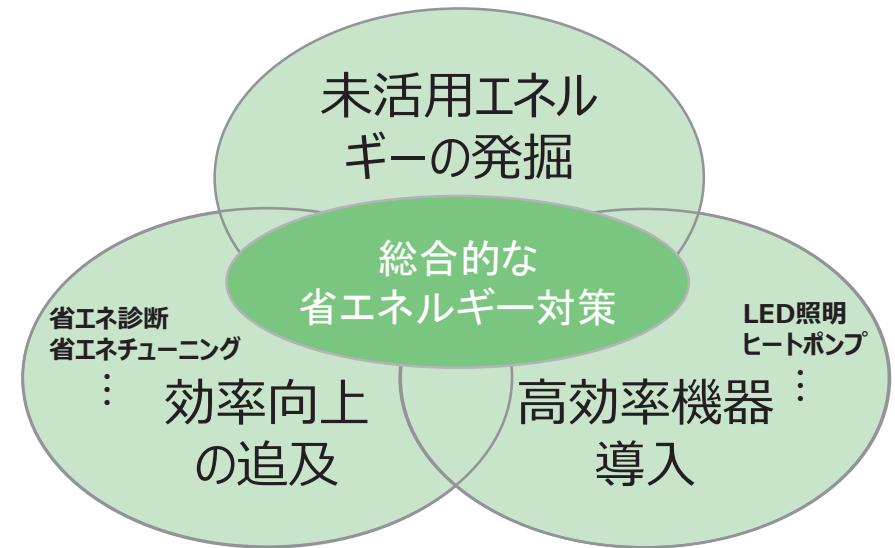 未活用エネル
ギーの発掘
総合的な
省エネルギー対策
省エネ診断
省エネチューニング
⋮
効率向上
の追及
LED照明
ヒートポンプ
⋮
高効率機器
導入